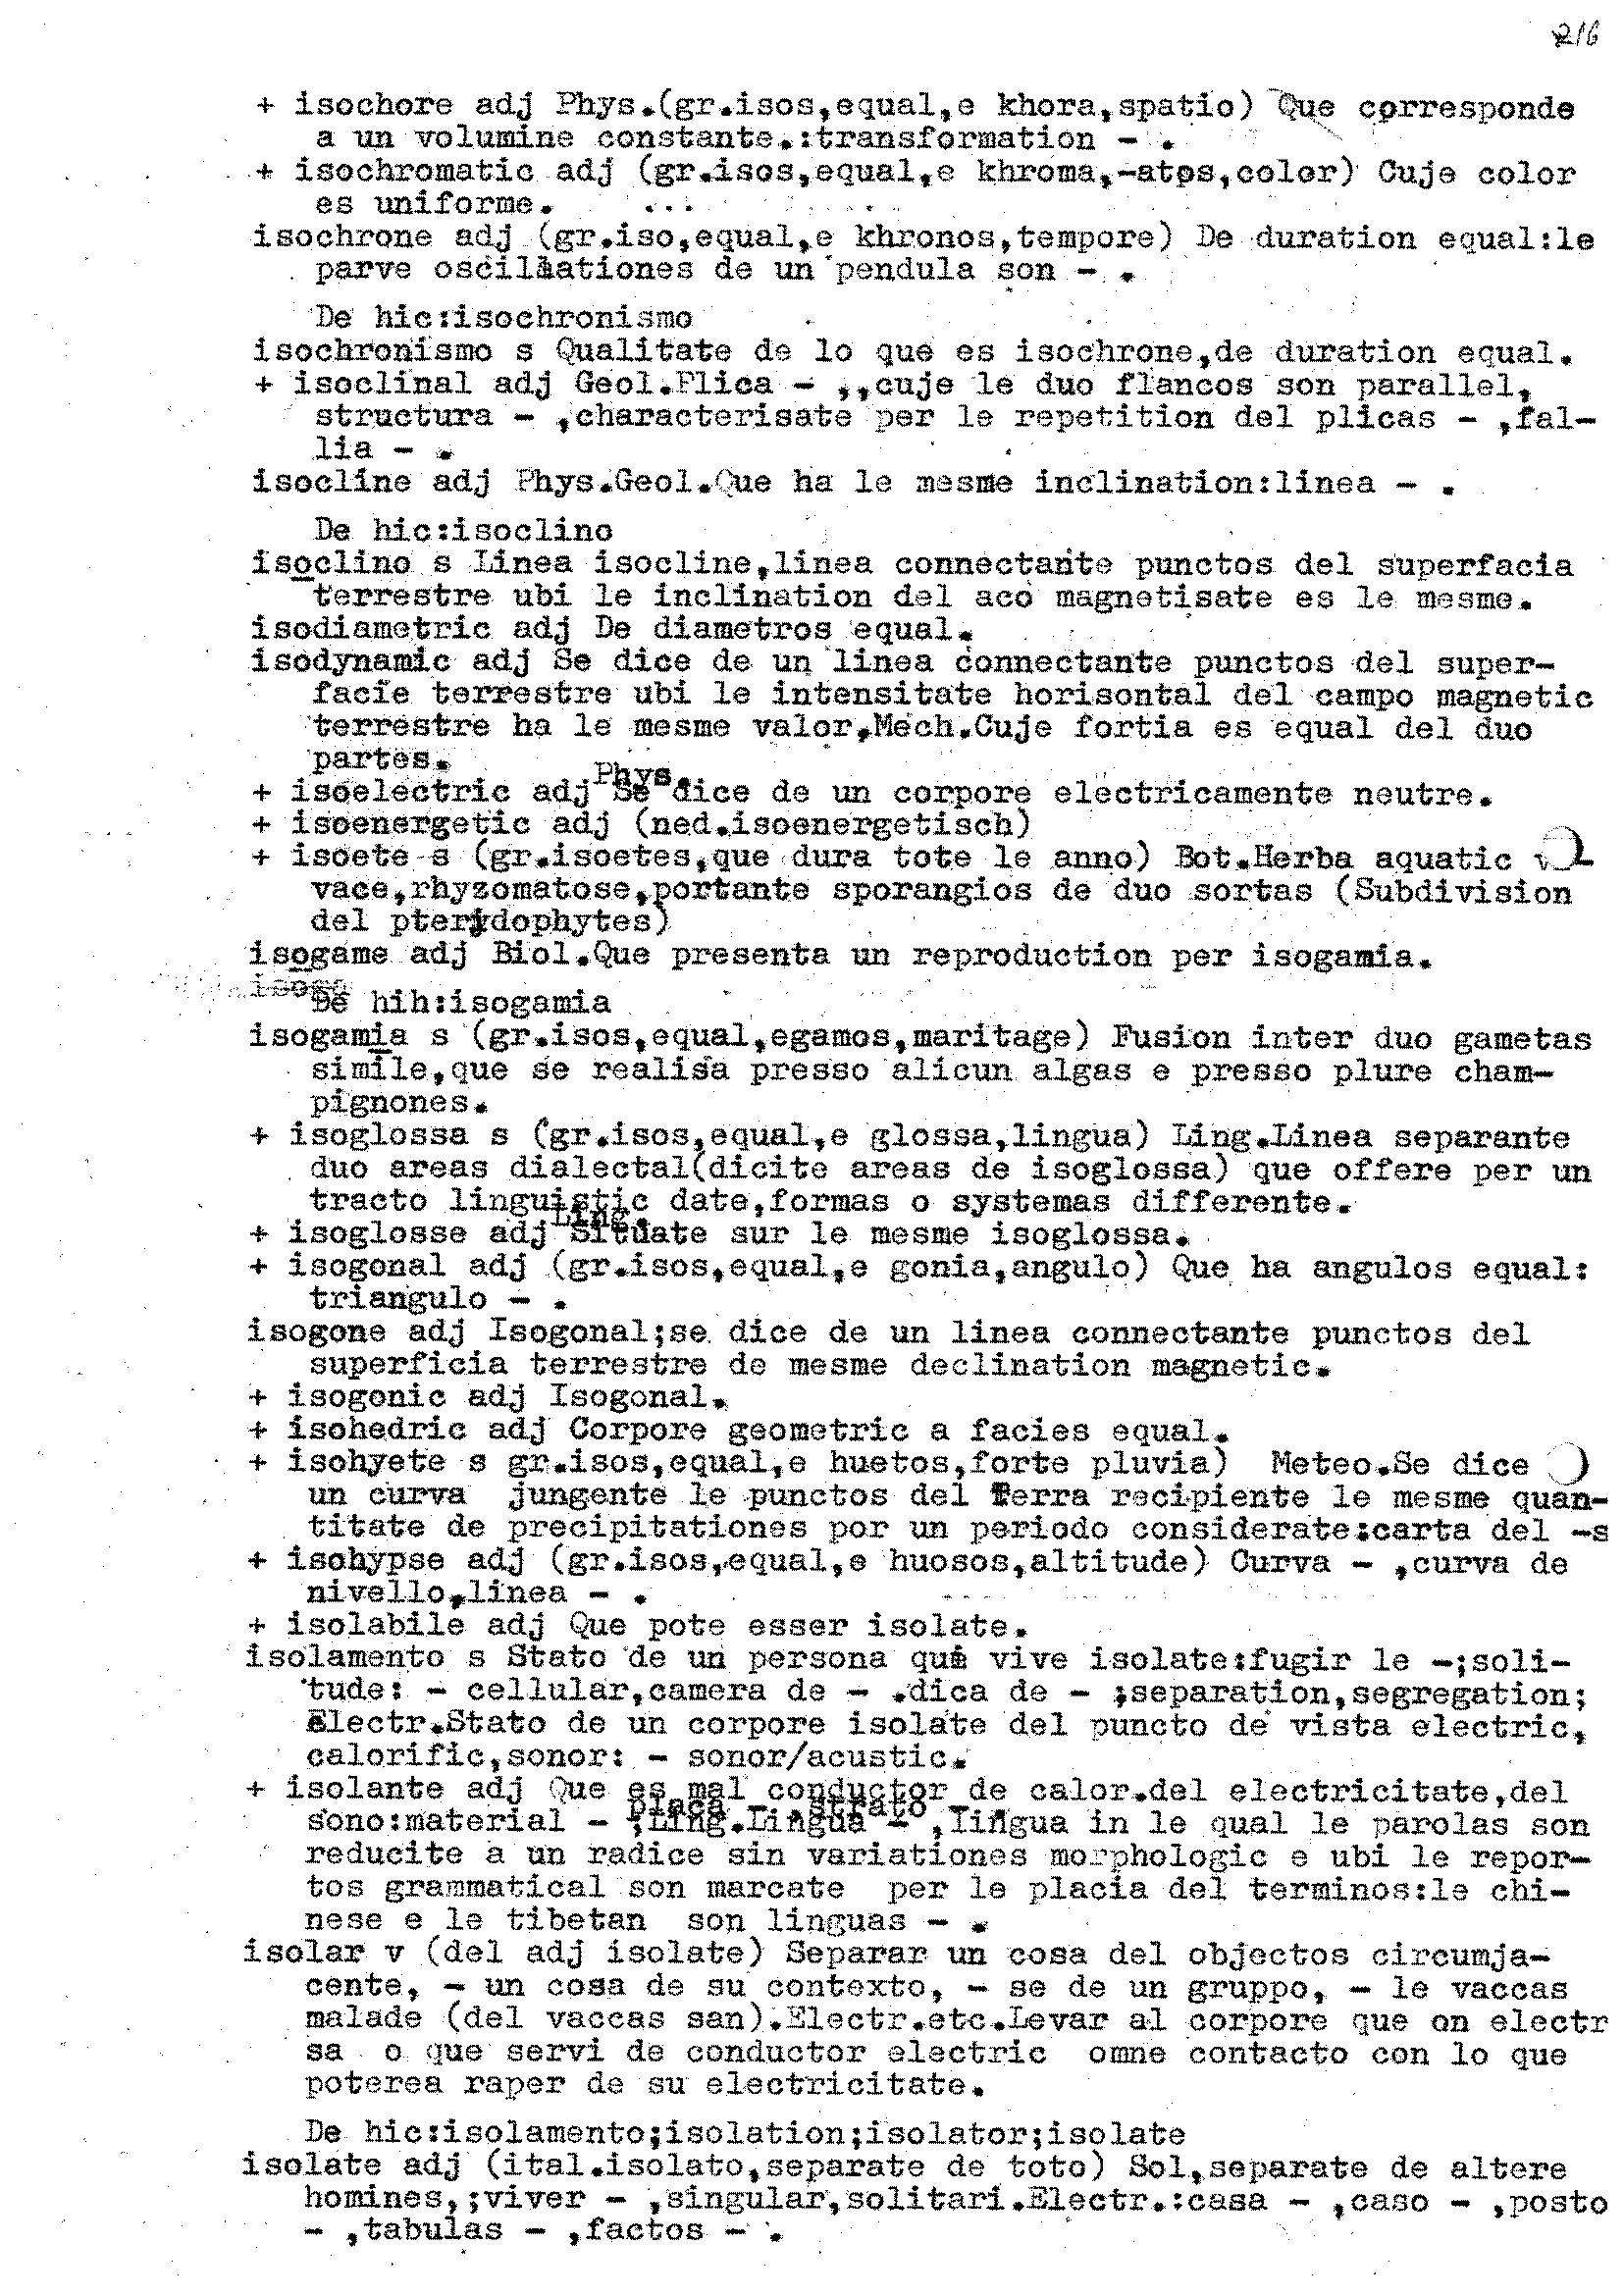 216
+ isochore adj Phys.(gr.isos,equal,e khora,spatio) Que corresponde
a un volumine constante.:transformation - .
+ isochromatic adj (gr.isos,equal,e khroma,-atos,color) Cuje color
es uniforme.
isochrone adj (gr.iso,equal,e khronos,tempore) De duration equal:le
parve oscillationes de un pendula son - .
De hic:isochronismo
isochronismo s Qualitate de lo que es isochrone,de duration equal.
+ isoclinal adj Geol.Plica - ,,cuje le duo flancos son parallel,
structura - ,characterisate per le repetition del plicas - ,fal-
lia - .
isocline adj Phys.Geol.Que ha le mesme inclination:linea - .
De hic:isoclino
isoclino s Linea isocline,linea connectante punctos del superfacia
terrestre ubi le inclination del aco magnetisate es le mesme.
isodiametric adj De diametros equal.
isodynamic adj Se dice de un linea connectante punctos del super-
facie terrestre ubi le intensitate horisontal del campo magnetic
terrestre ha le mesme valor.Mech.Cuje fortia es equal del duo
partes.
Phys.
+ isoelectric adj Se dice de un corpore electricamente neutre.
+ isoenergetic adj (ned.isoenergetisch)
+ isoete s (gr.isoetes,que dura tote le anno) Bot.Herba aquatic
vace,rhyzomatose,portante sporangios de duo sortas (Subdivision
del pteridophytes)
isogame adj Biol.Que presenta un reproduction per isogamia.
isoga
De hih:isogamia
isogamia s (gr.isos,equal,egamos,maritage) Fusion inter duo gametas
simile,que se realisa presso alicun algas e presso plure cham-
pignones.
+ isoglossa s (gr.isos,equal,e glossa,lingua) Ling.Linea separante
duo areas dialectal(dicite areas de isoglossa) que offere per un
tracto linguistic date,formas o systemas differente.
Ling.
+ isoglosse adj Situate sur le mesme isoglossa.
+ isogonal adj (gr.isos,equal,e gonia,angulo) Que ha angulos equal:
triangulo - .
isogone adj Isogonal;se dice de un linea connectante punctos del
superficia terrestre de mesme declination magnetic.
+ isogonic adj Isogonal.
+ isohedric adj Corpore geometric a facies equal.
+ isohyete s gr.isos,equal,e huetos,forte pluvia) Meteo.Se dice
un curva jungente le punctos del Terra recipiente le mesme quan-
titate de precipitationes por un periodo considerate:carta del -s
+ isohypse adj (gr.isos,equal,e huosos,altitude) Curva - ,curva de
nivello,linea - .
+ isolabile adj Que pote esser isolate.
isolamento s Stato de un persona qui vive isolate:fugir le -;soli-
tude: - cellular,camera de - .dica de - ;separation,segregation;
Electr.Stato de un corpore isolate del puncto de vista electric,
calorific,sonor: - sonor/acustic.
+ isolante adj Que es mal conductor de calor.del electricitate,del
placa - , strato - .
sono:material - ;Ling.Lingua - ,lingua in le qual le parolas son
reducite a un radice sin variationes morphologic e ubi le repor-
tos grammatical son marcate per le placia del terminos:le chi-
nese e le tibetan son linguas - .
isolar v (del adj isolate) Separar un cosa del objectos circumja-
cente, - un cosa de su contexto, - se de un gruppo, - le vaccas
malade (del vaccas san).Electr.etc.Levar al corpore que on electr
sa o que servi de conductor electric omne contacto con lo que
poterea raper de su electricitate.
De hic:isolamento;isolation;isolator;isolate
isolate adj (ital.isolato,separate de toto) Sol,separate de altere
homines,;viver - ,singular,solitari.Electr.:casa - ,caso - ,posto
- ,tabulas - ,factos - .